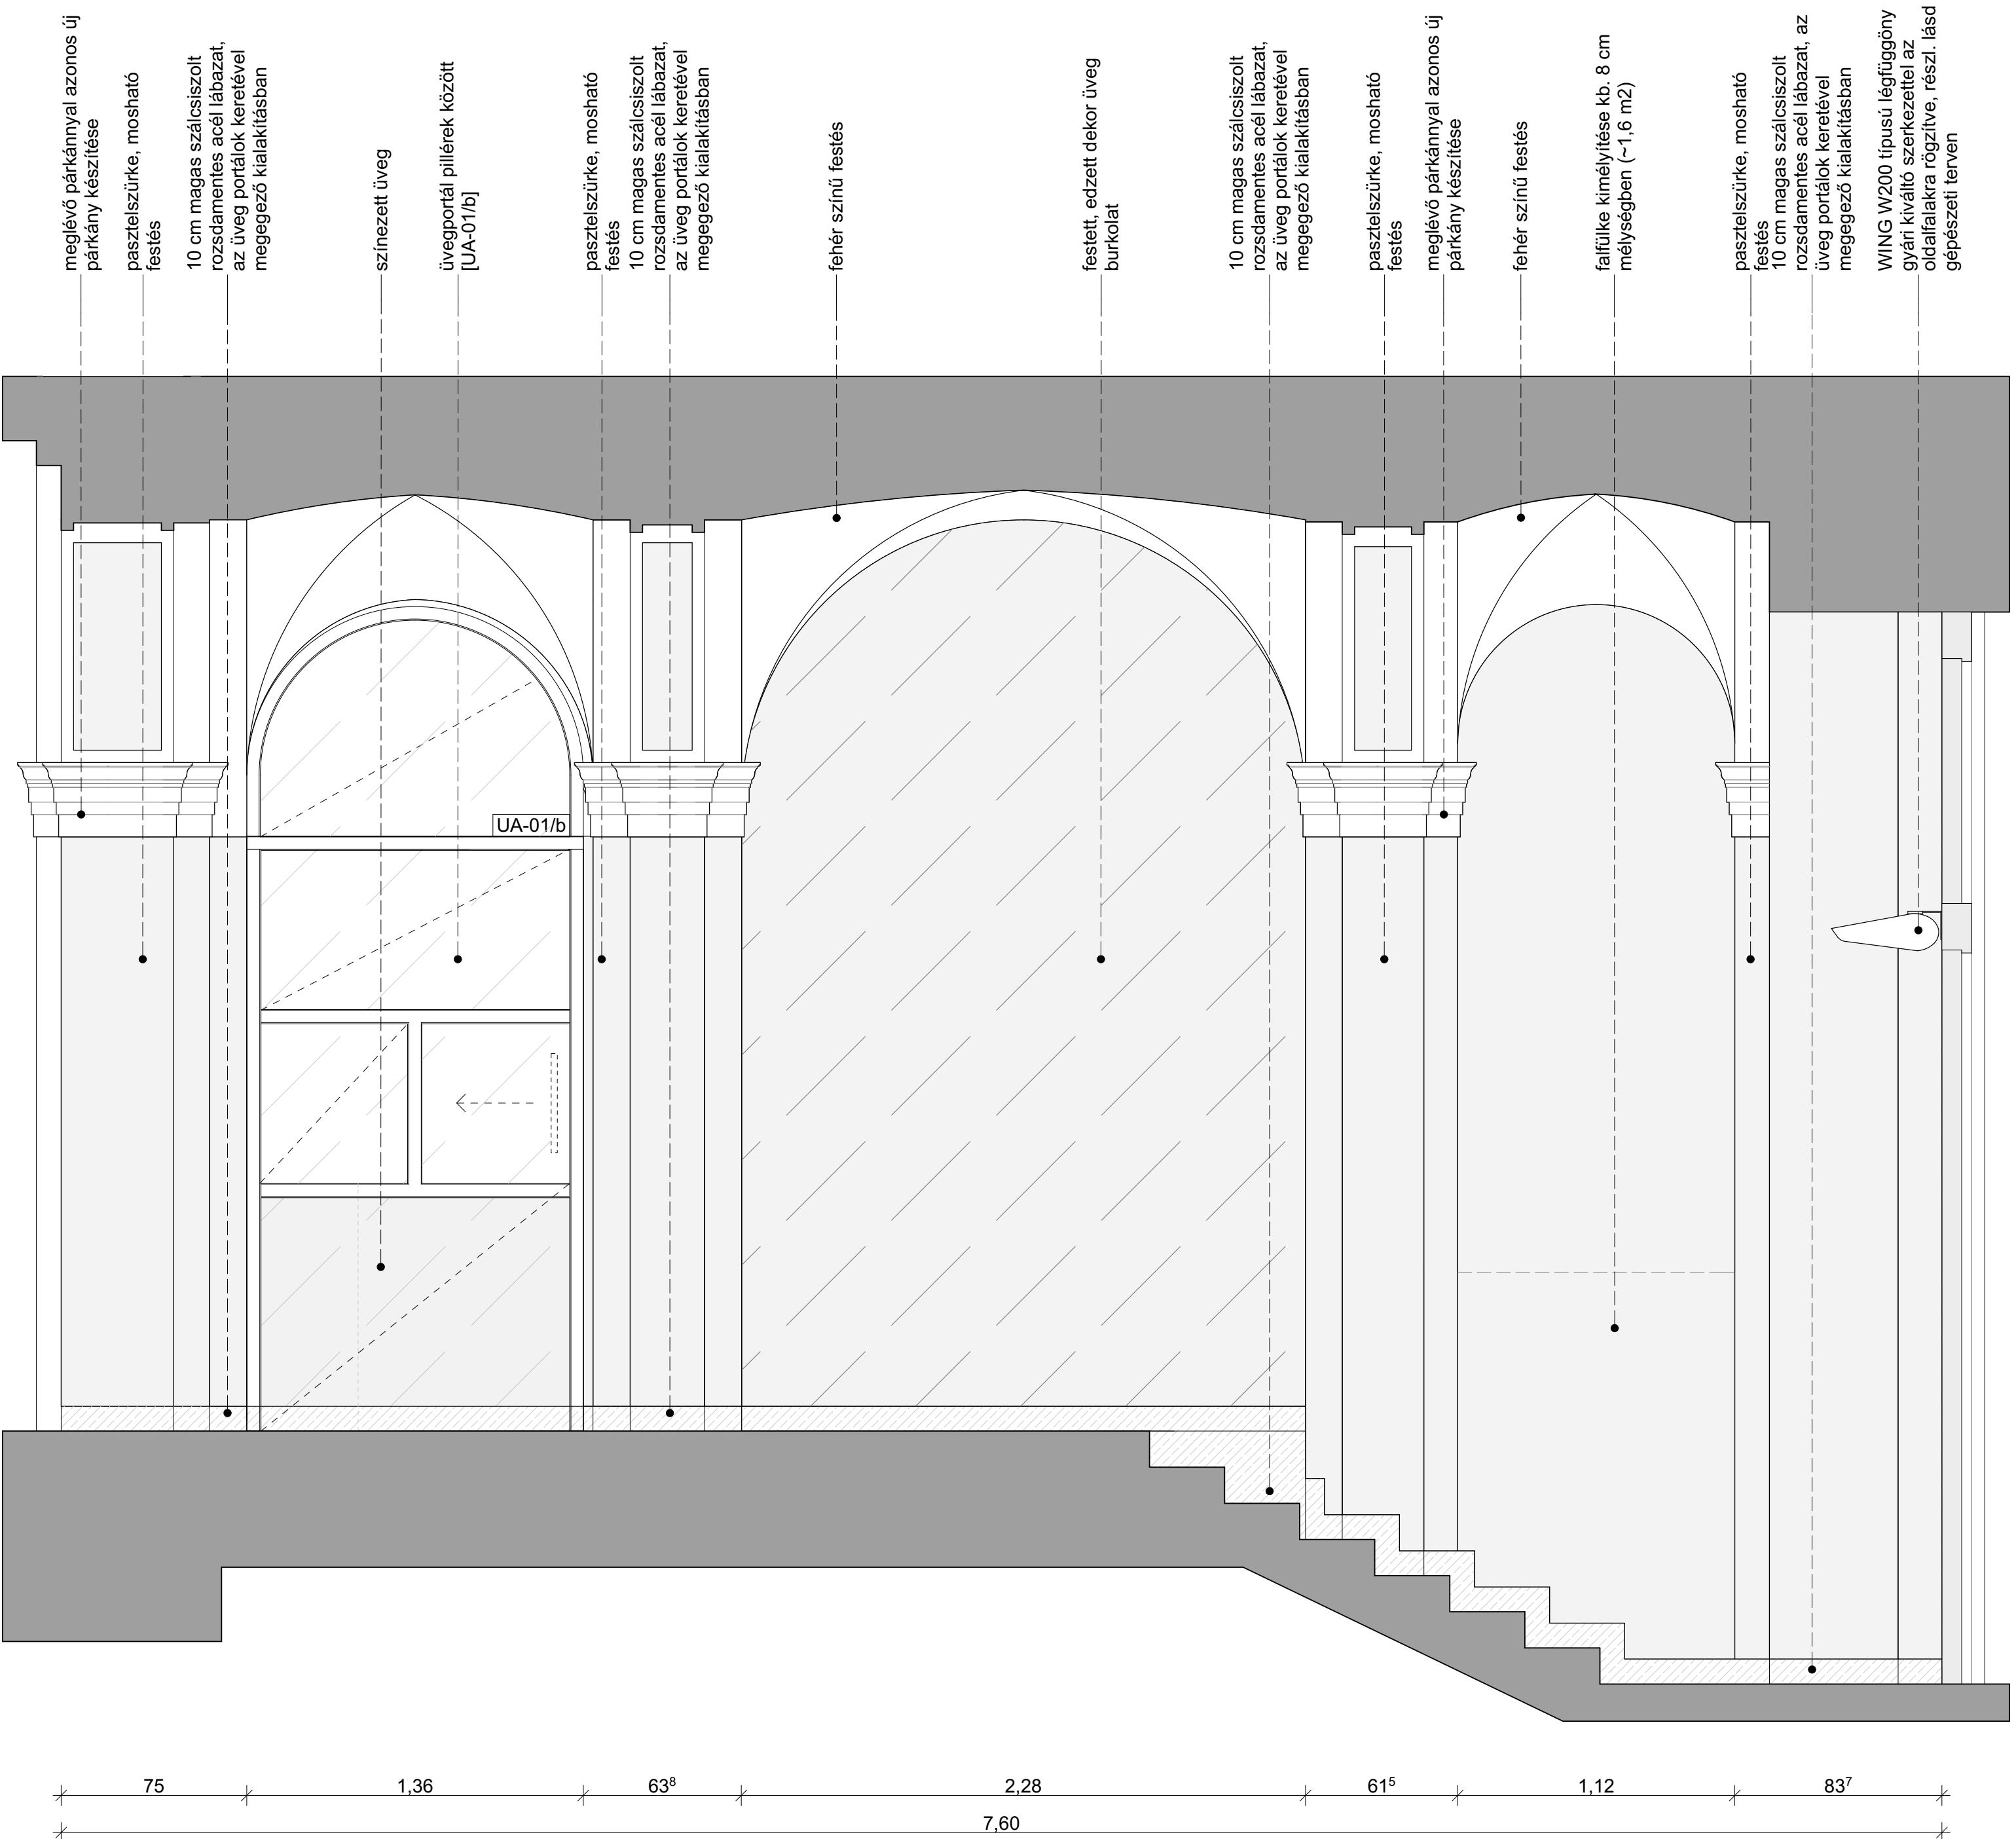 meglévő párkánnyal azonos új
párkány készítése
pasztelszürke, mosható
festés
10 cm magas szálcsiszolt
rozsdamentes acél lábazat,
az üveg portálok keretével
megegező kialakításban
színezett üveg
üvegportál pillérek között
[UA-01/b]
pasztelszürke, mosható
festés
10 cm magas szálcsiszolt
rozsdamentes acél lábazat,
az üveg portálok keretével
megegező kialakításban
fehér színű festés
festett, edzett dekor üveg
burkolat
10 cm magas szálcsiszolt
rozsdamentes acél lábazat,
az üveg portálok keretével
megegező kialakításban
pasztelszürke, mosható
festés
meglévő párkánnyal azonos új
párkány készítése
fehér színű festés
falfülke kimélyítése kb. 8 cm
mélységben (~1,6 m2)
pasztelszürke, mosható
festés
10 cm magas szálcsiszolt
rozsdamentes acél lábazat, az
üveg portálok keretével
megegező kialakításban
WING W200 típusú légfüggöny
gyári kiváltó szerkezettel az
oldalfalakra rögzítve, részl. lásd
gépészeti terven
UA-01/b
75
1,36
63⁸
2,28
61⁵
1,12
83⁷
7,60